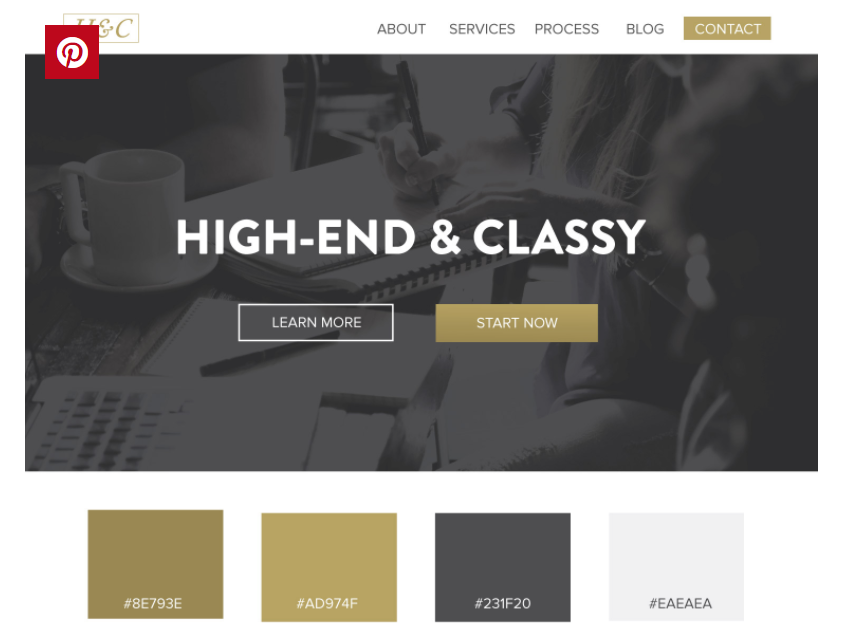 H&C
ABOUT SERVICES PROCESS BLOG CONTACT
HIGH-END & CLASSY
LEARN MORE START NOW
#8E793E #AD974F #231F20 #EAEAEA